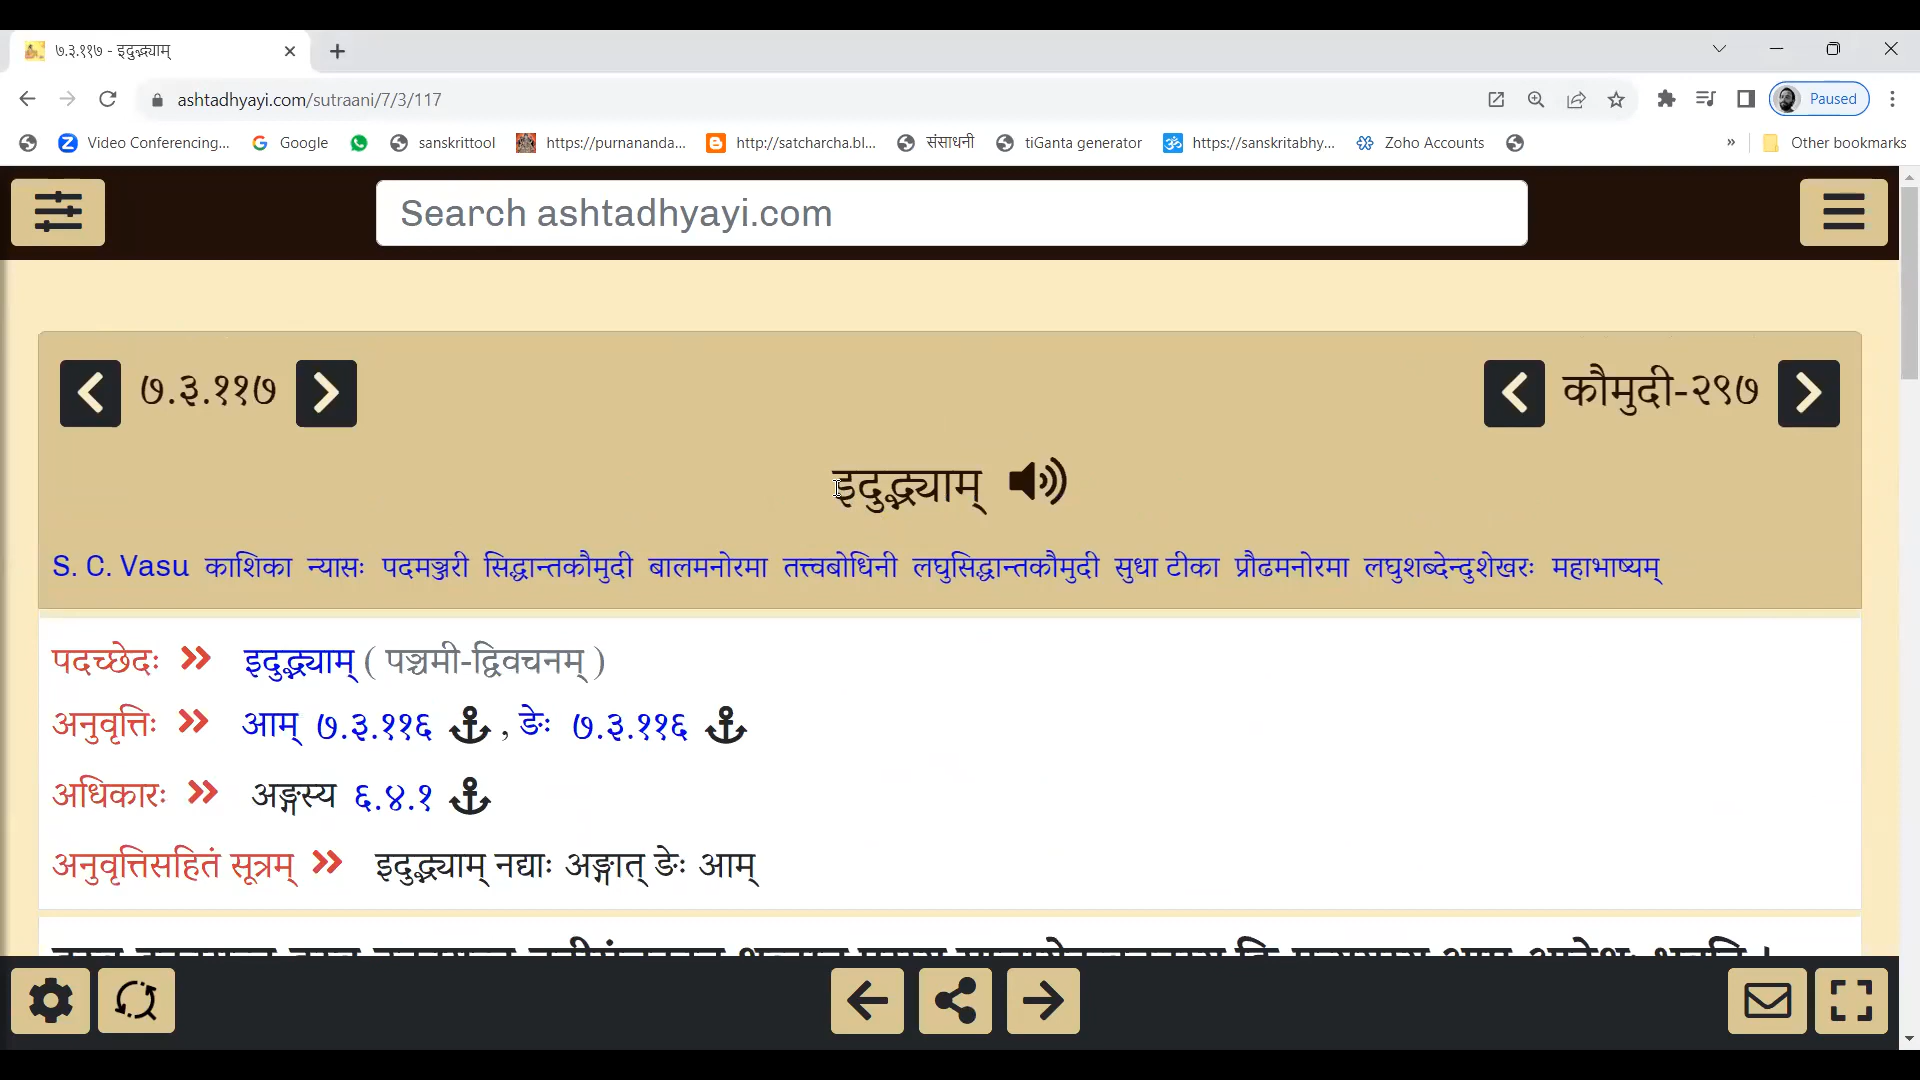 ७.३.११७ - इदुद्भ्याम्
ashtadhyayi.com/sutraani/7/3/117
Paused
Video Conferencing... Google sanskrittool https://purnananda... http://satcharcha.bl... संसाधनी tiGanta generator https://sanskritabhy... Zoho Accounts » Other bookmarks
Search ashtadhyayi.com
७.३.११७ कौमुदी-२९७
इदुद्भ्याम्
S. C. Vasu काशिका न्यासः पदमञ्जरी सिद्धान्तकौमुदी बालमनोरमा तत्त्वबोधिनी लघुसिद्धान्तकौमुदी सुधा टीका प्रौढमनोरमा लघुशब्देन्दुशेखरः महाभाष्यम्
पदच्छेदः इदुद्भ्याम् ( पञ्चमी-द्विवचनम् )
अनुवृत्तिः आम् ७.३.११६ , ङेः ७.३.११६
अधिकारः अङ्गस्य ६.४.१
अनुवृत्तिसहितं सूत्रम् इदुद्भ्याम् नद्याः अङ्गात् ङेः आम्